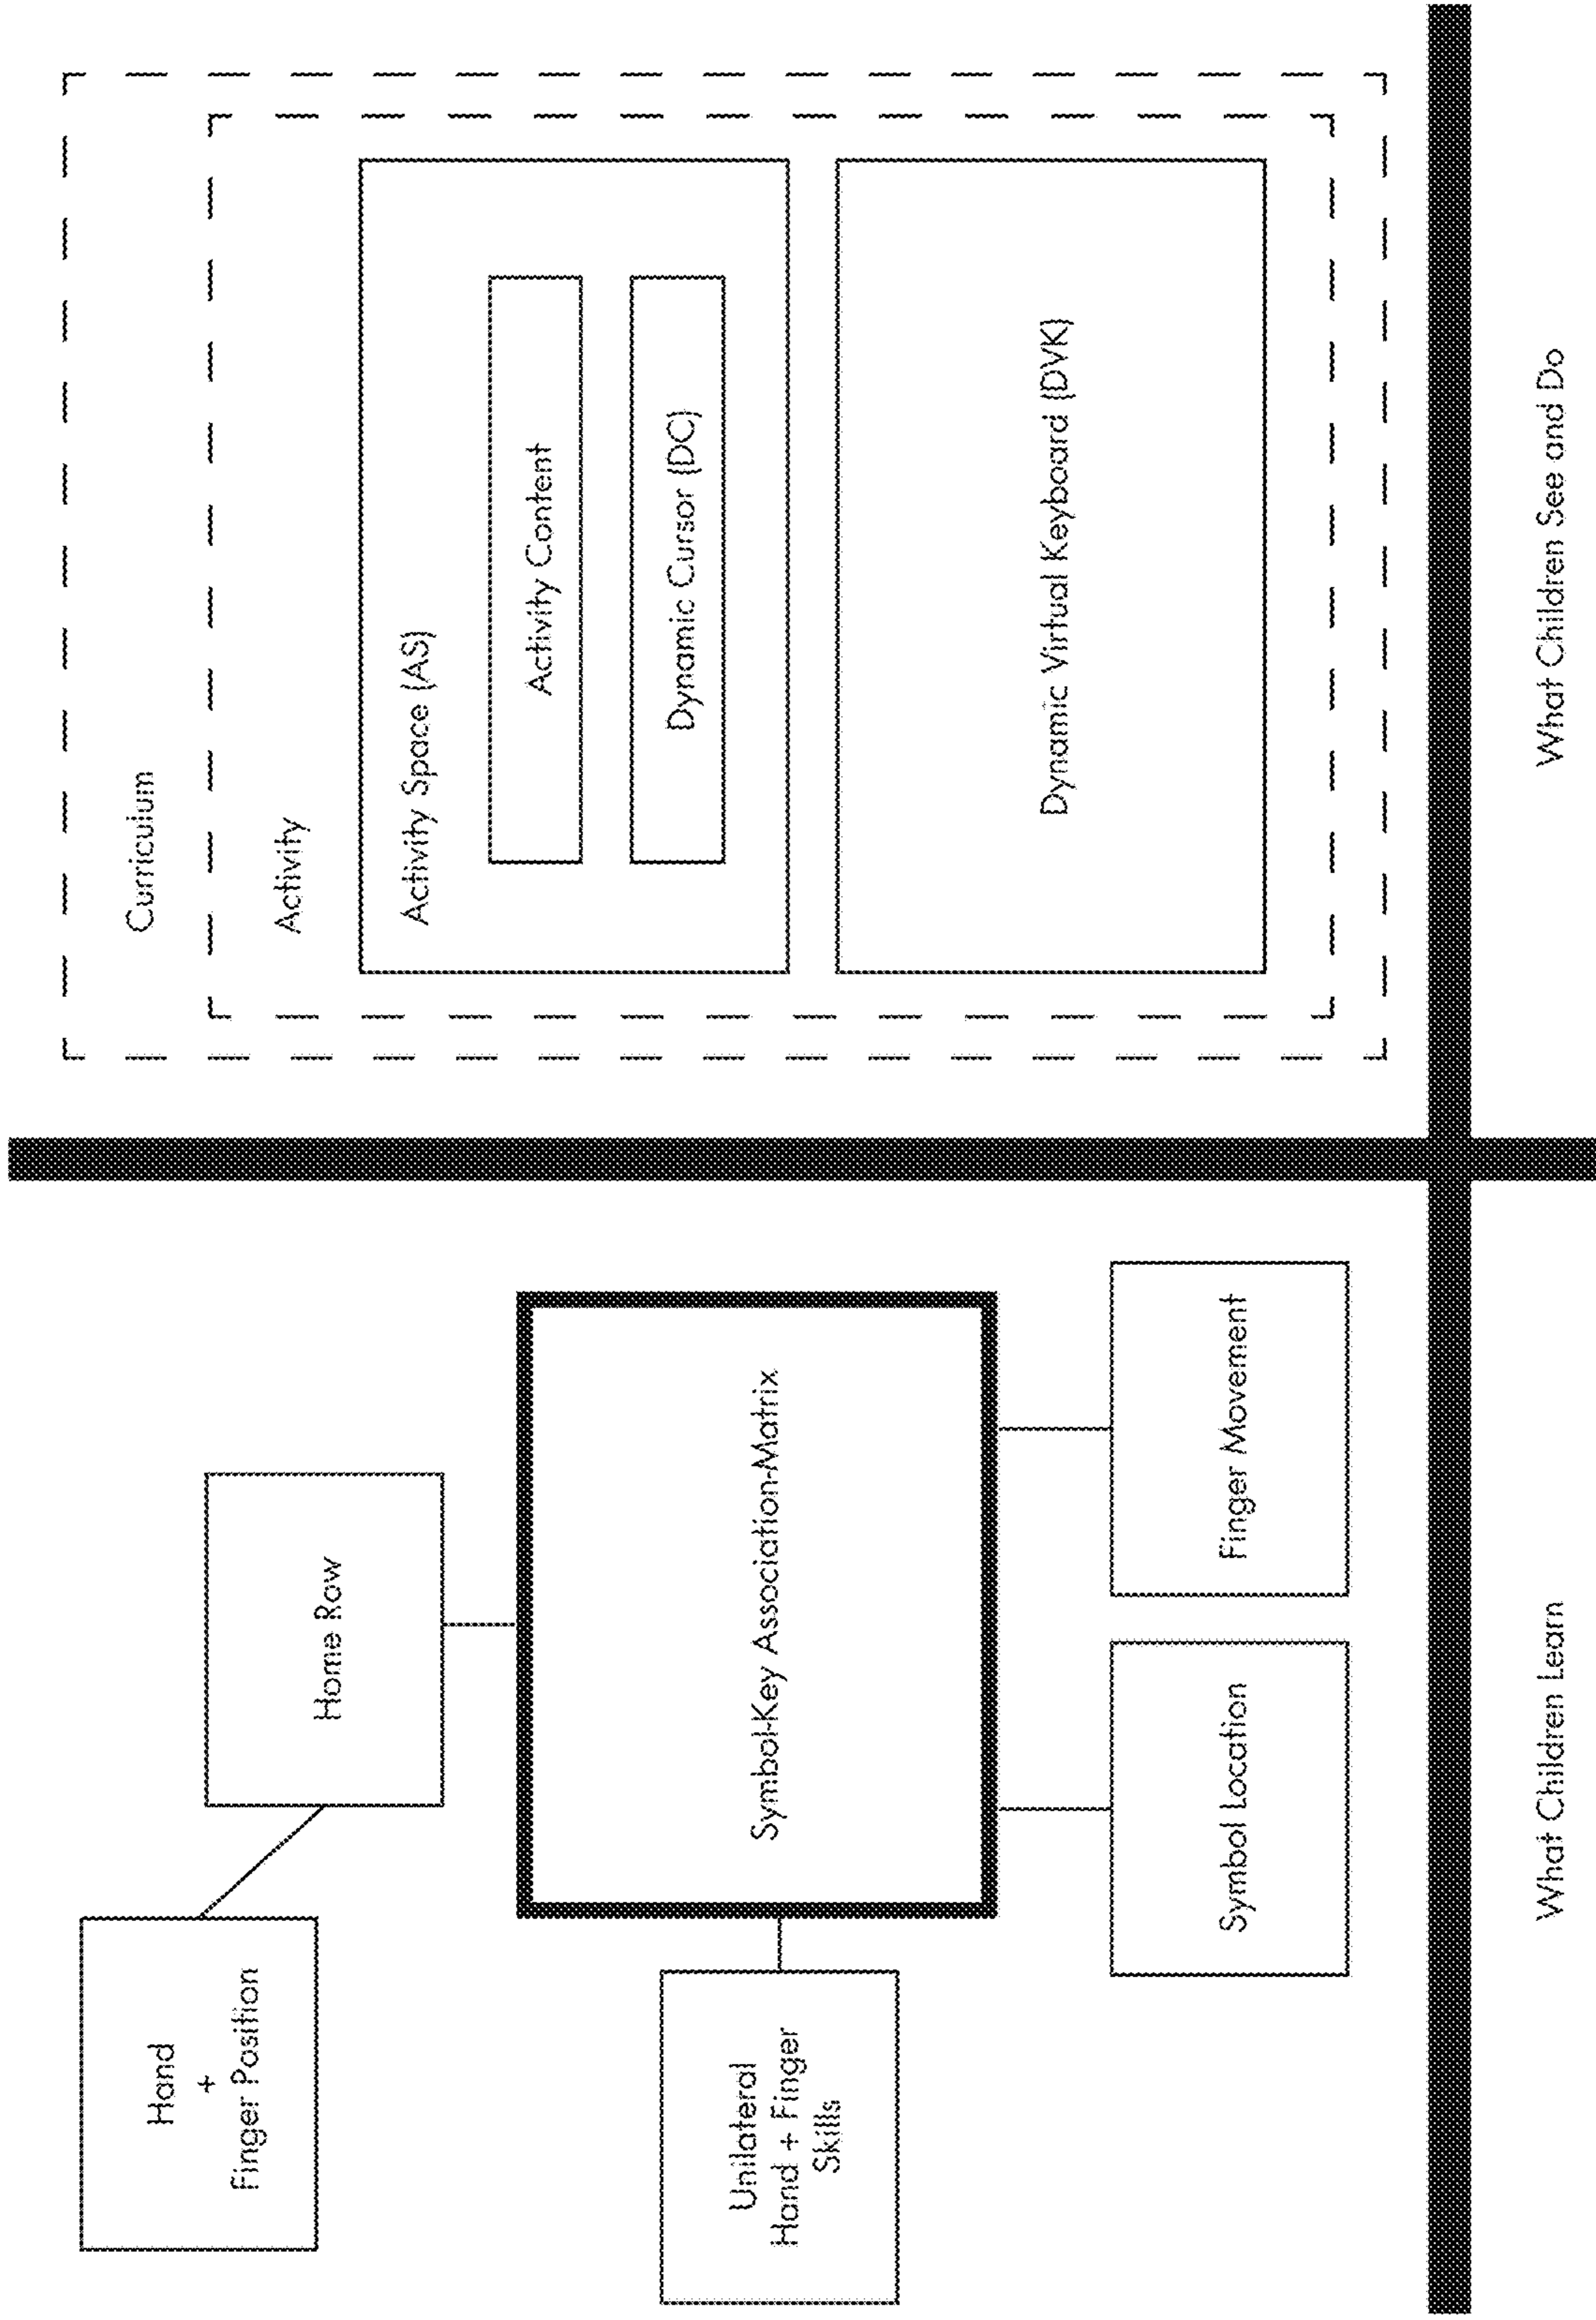 Hand
+
Finger Position
Home Row
Unilateral
Hand + Finger
Skills
Symbol-Key Association-Matrix
Symbol Location
Finger Movement
What Children Learn
Curriculum
Activity
Activity Space (AS)
Activity Content
Dynamic Cursor (DC)
Dynamic Virtual Keyboard (DVK)
What Children See and Do